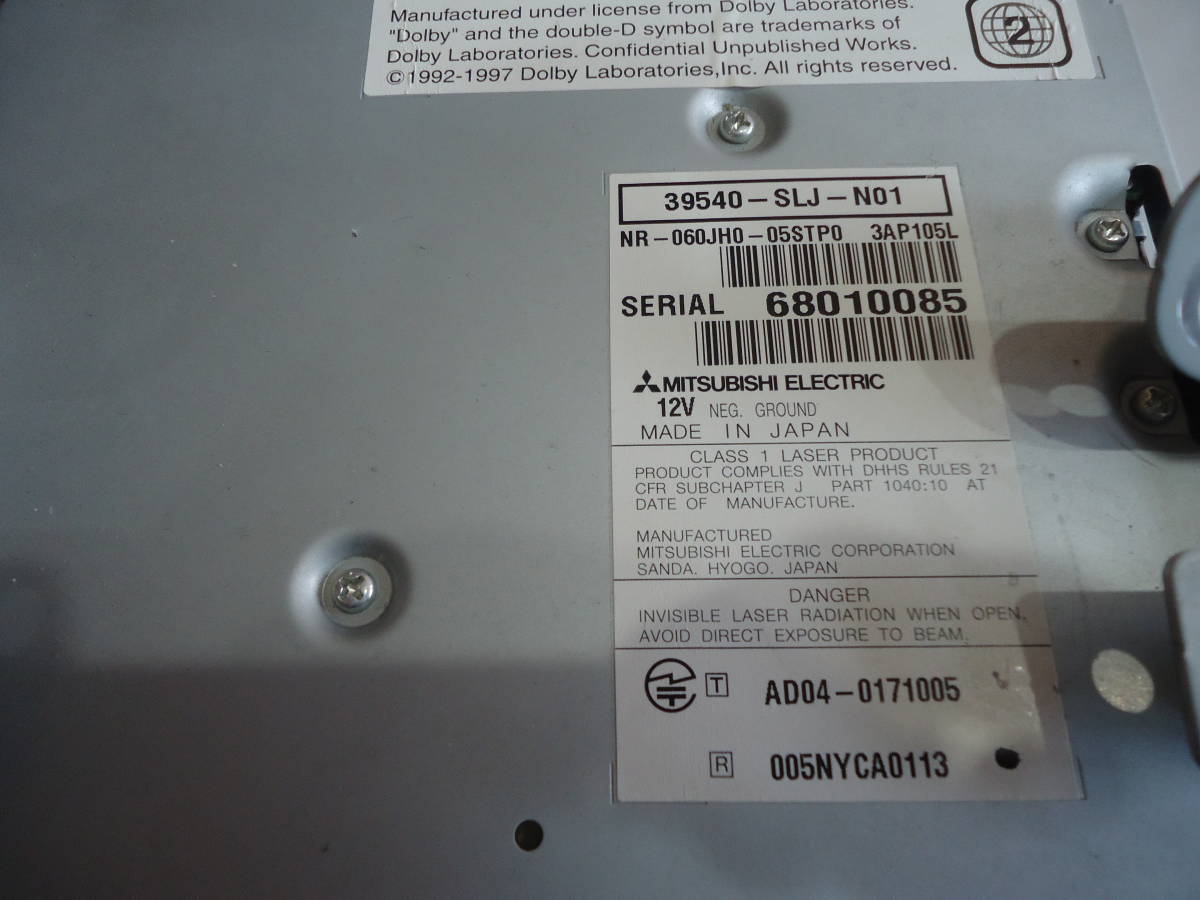 Manufactured under license from Dolby Laboratories.
"Dolby" and the double-D symbol are trademarks of
Dolby Laboratories. Confidential Unpublished Works.
©1992-1997 Dolby Laboratories,Inc. All rights reserved.
2
39540-SLJ-N01
NR-060JH0-05STP0 3AP105L
SERIAL 68010085
MITSUBISHI ELECTRIC
12V NEG. GROUND
MADE IN JAPAN
CLASS 1 LASER PRODUCT
PRODUCT COMPLIES WITH DHHS RULES 21
CFR SUBCHAPTER J PART 1040:10 AT
DATE OF MANUFACTURE.
MANUFACTURED
MITSUBISHI ELECTRIC CORPORATION
SANDA. HYOGO. JAPAN
DANGER
INVISIBLE LASER RADIATION WHEN OPEN.
AVOID DIRECT EXPOSURE TO BEAM.
T AD04-0171005
R 005NYCA0113